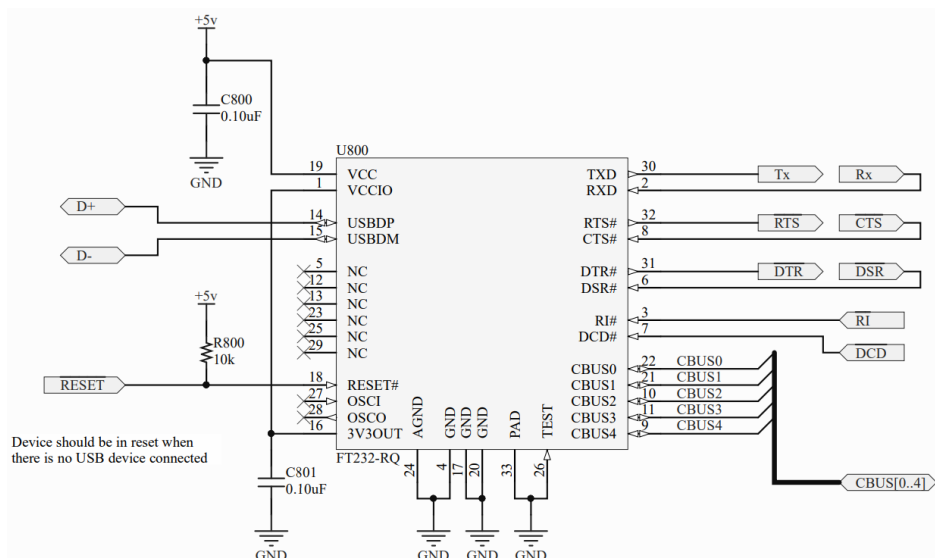 +5v
C800
0.10uF
GND
U800
19 VCC TXD 30 Tx Rx
1 VCCIO RXD 2
D+ 14 USBDP RTS# 32 RTS CTS
D- 15 USBDM CTS# 8
5 NC DTR# 31 DTR DSR
12 NC DSR# 6
13 NC
23 NC RI# 3 RI
25 NC DCD# 7 DCD
29 NC
+5v
R800
10k
CBUS0 22 CBUS0
RESET 18 RESET# CBUS1 21 CBUS1
27 OSCI CBUS2 10 CBUS2
28 OSCO CBUS3 11 CBUS3
16 3V3OUT CBUS4 9 CBUS4
AGND GND GND GND PAD TEST
FT232-RQ
24 4 17 20 33 26
Device should be in reset when
there is no USB device connected
C801
0.10uF
CBUS[0..4]
GND GND GND GND